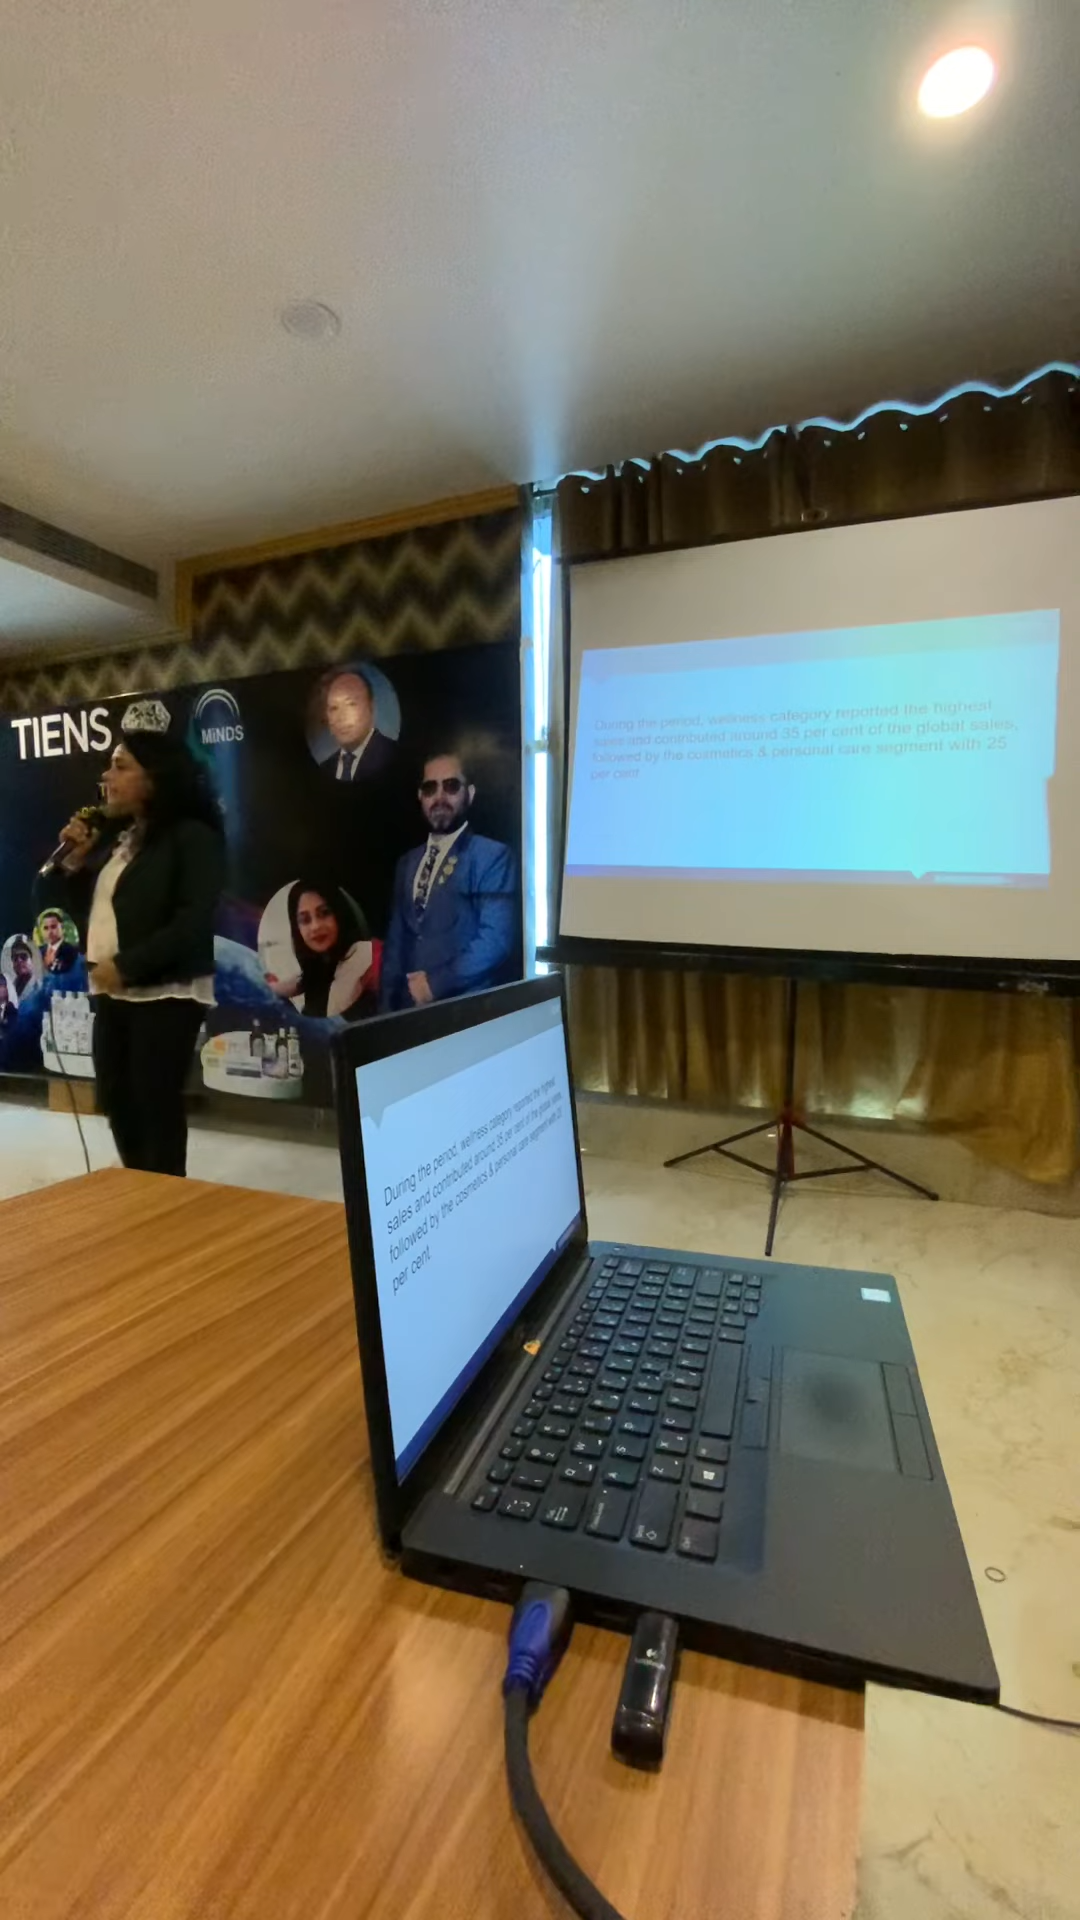 TIENS
MiNDS
During the period, wellness category reported the highest
sales and contributed around 35 per cent of the global sales,
followed by the cosmetics & personal care segment with 25
per cent
During the period, wellness category reported the highest
sales and contributed around 35 per cent of the global sales,
followed by the cosmetics & personal care segment with 25
per cent